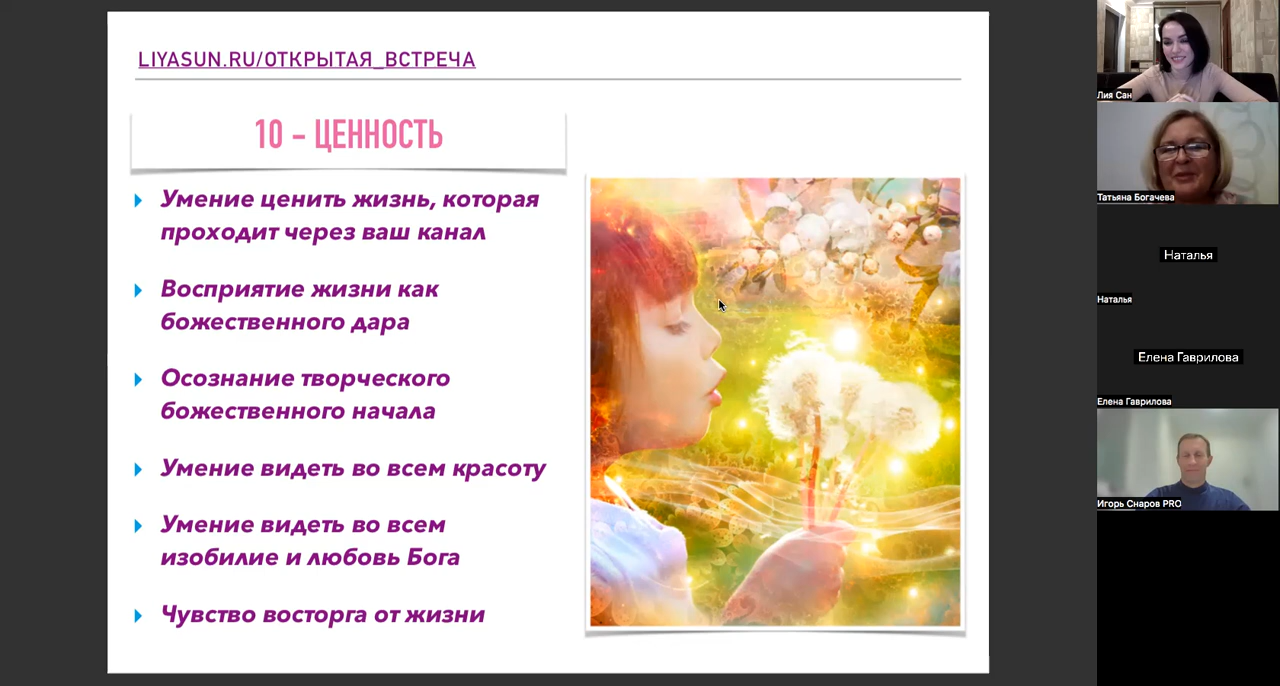 LIYASUN.RU/ОТКРЫТАЯ_ВСТРЕЧА
10 - ЦЕННОСТЬ
Умение ценить жизнь, которая
проходит через ваш канал
Восприятие жизни как
божественного дара
Осознание творческого
божественного начала
Умение видеть во всем красоту
Умение видеть во всем
изобилие и любовь Бога
Чувство восторга от жизни
Лия Сан
Татьяна Богачева
Наталья
Наталья
Елена Гаврилова
Елена Гаврилова
Игорь Снаров PRO